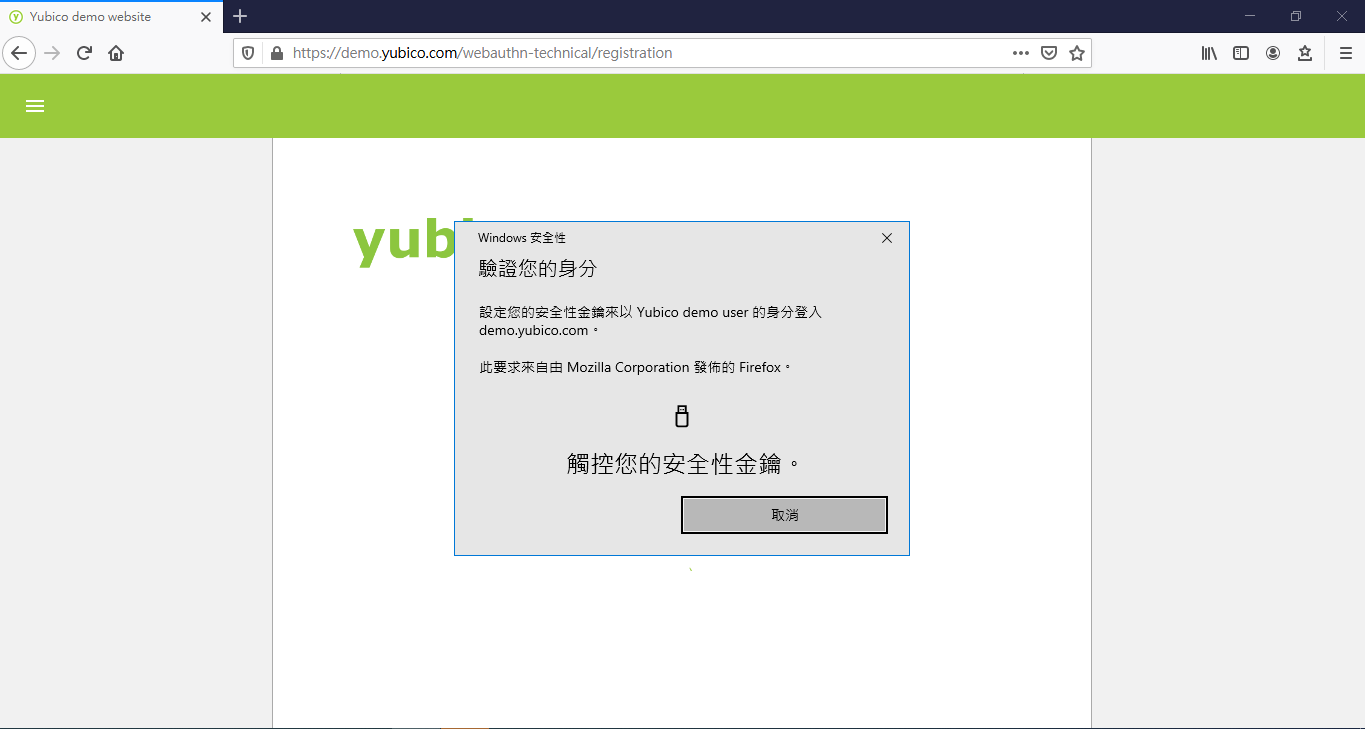 Yubico demo website
https://demo.yubico.com/webauthn-technical/registration
yub
Windows 安全性
驗證您的身分
設定您的安全性金鑰來以 Yubico demo user 的身分登入
demo.yubico.com。
此要求來自由 Mozilla Corporation 發佈的 Firefox。
觸控您的安全性金鑰。
取消